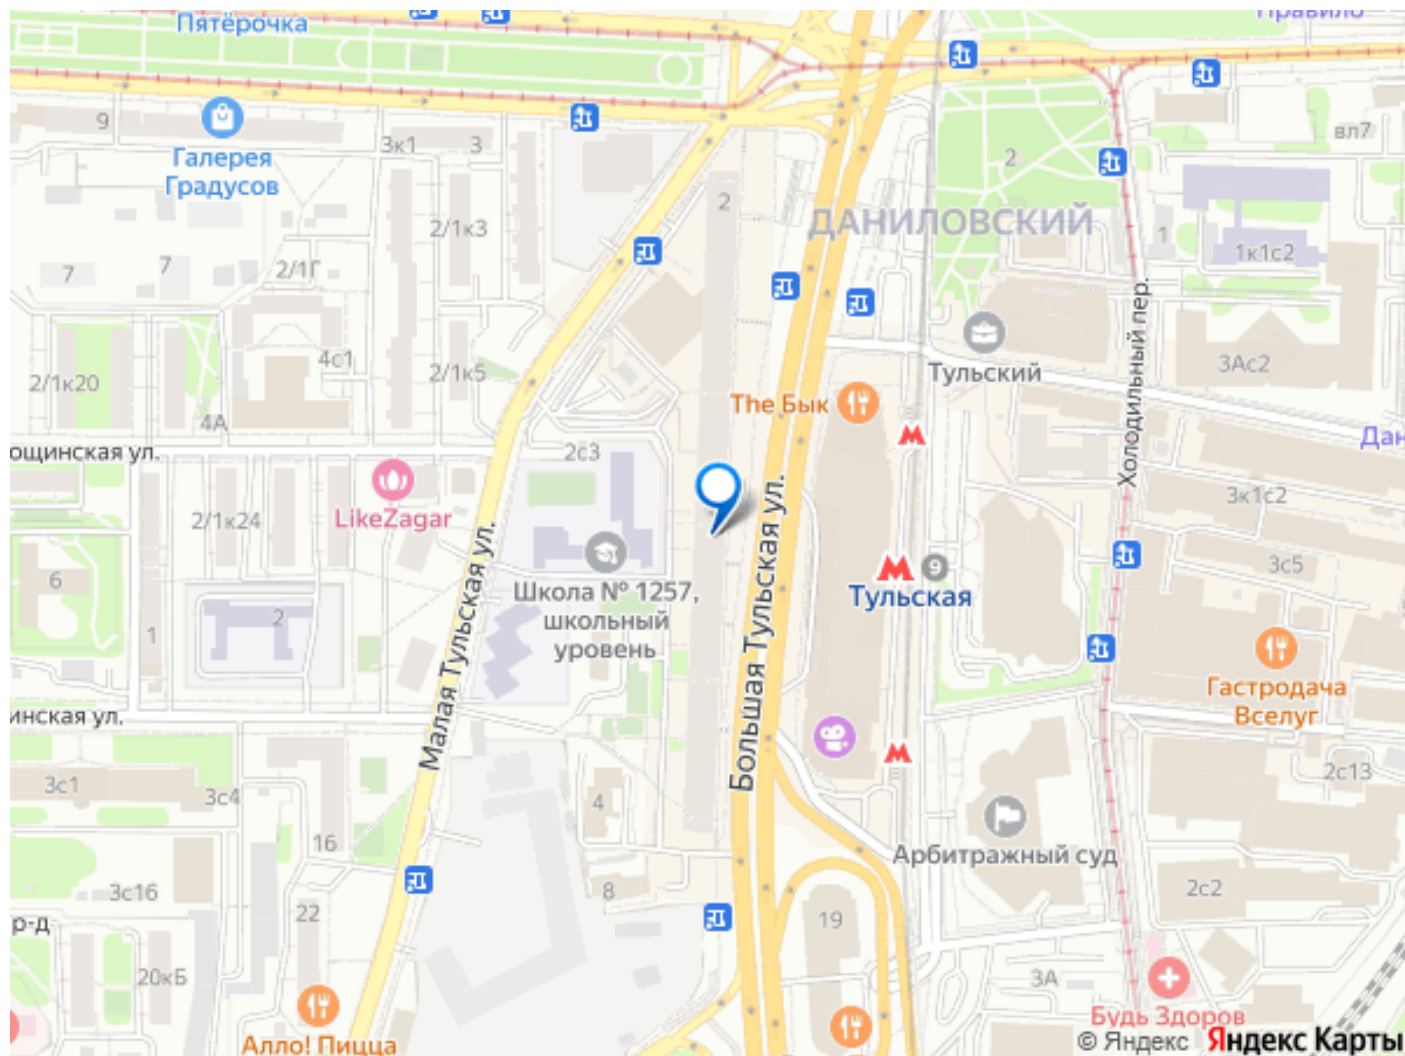 Правило
Пятёрочка
9
Галерея
Градусов
3к1
3
2
вл7
2
ДАНИЛОВСКИЙ
1
1к1с2
2/1к3
7
7
2/1Г
4с1
2/1к20
2/1к5
Тульский
3Ас2
Холодильный пер.
The Бык
4А
ощинская ул.
2с3
Дан
LikeZagar
2/1к24
3к1с2
3с5
6
Школа № 1257,
школьный
уровень
9
Тульская
2
1
Малая Тульская ул.
Большая Тульская ул.
Гастродача
Вселуг
инская ул.
3с1
3с4
4
2с13
16
Арбитражный суд
3с16
8
2с2
22
19
р-д
20кБ
3А
Будь Здоров
Алло! Пицца
© Яндекс Яндекс Карты